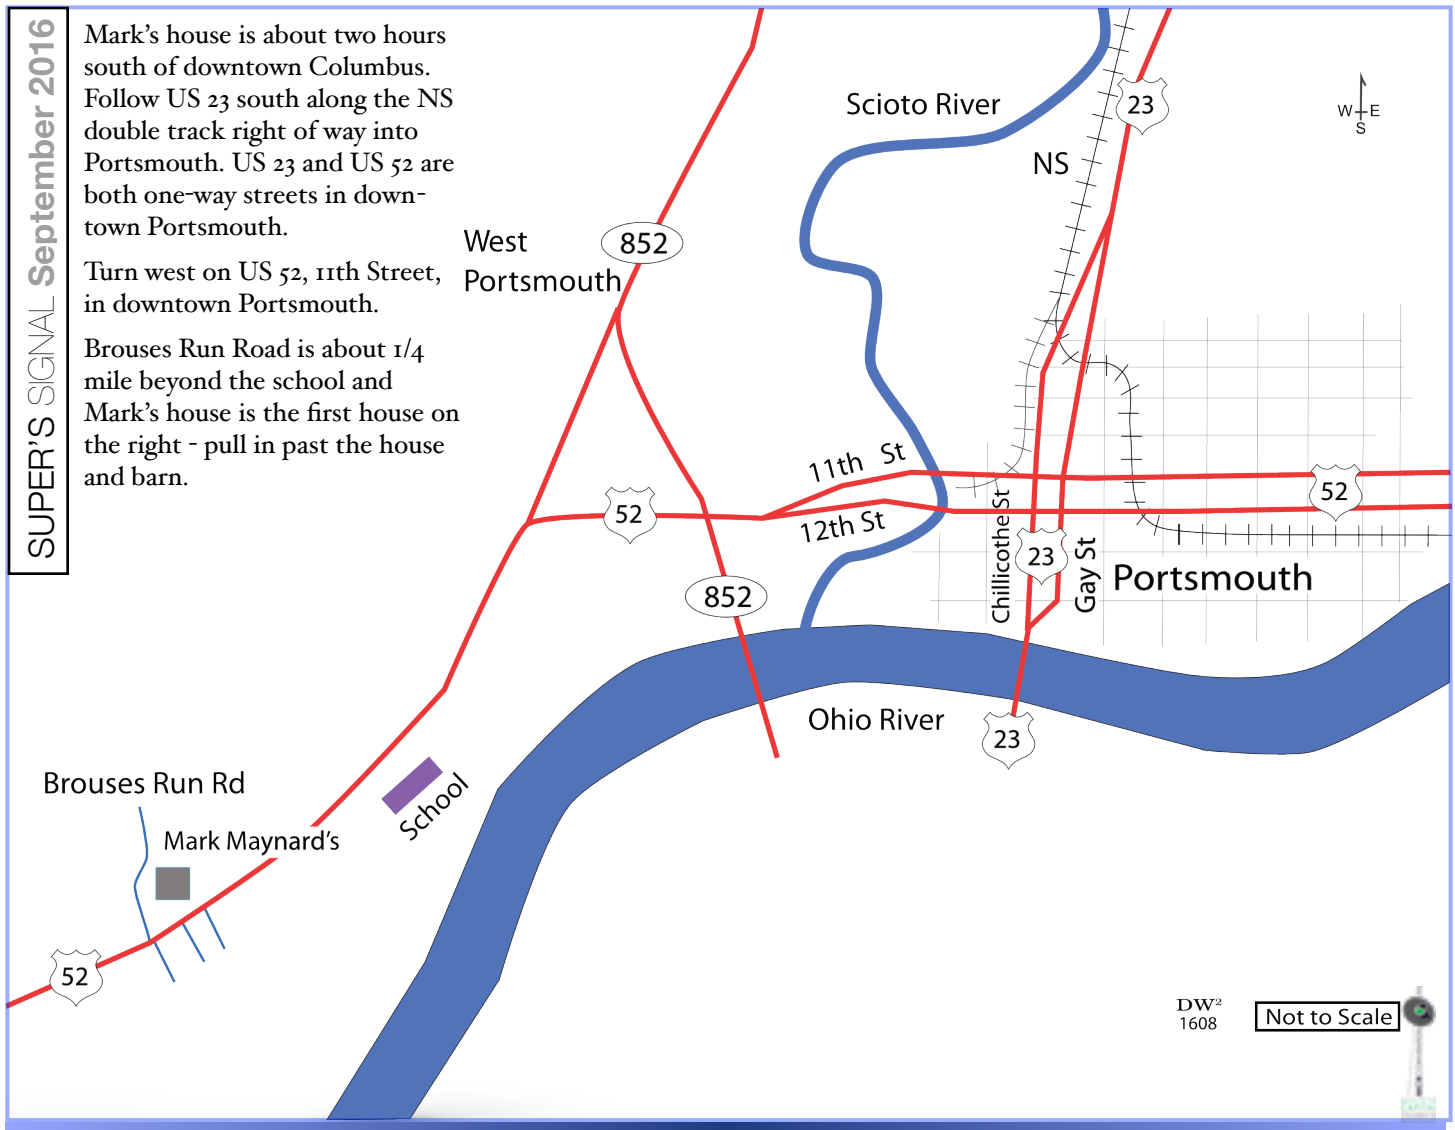 SUPER'S SIGNAL September 2016
Mark's house is about two hours
south of downtown Columbus.
Follow US 23 south along the NS
double track right of way into
Portsmouth. US 23 and US 52 are
both one-way streets in down-
town Portsmouth.
Turn west on US 52, 11th Street,
in downtown Portsmouth.
Brouses Run Road is about 1/4
mile beyond the school and
Mark's house is the first house on
the right - pull in past the house
and barn.
Scioto River
23
W E
S
NS
West
Portsmouth
852
11th St
52
52
12th St
Chillicothe St
23
Gay St
Portsmouth
852
Ohio River
23
School
Brouses Run Rd
Mark Maynard's
52
DW²
1608
Not to Scale